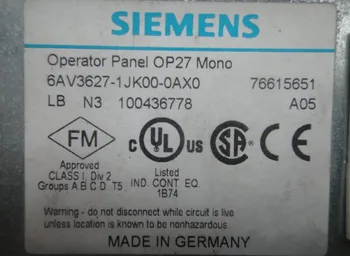 SIEMENS
Operator Panel OP27 Mono
6AV3627-1JK00-0AX0 76615651
LB N3 100436778 A05
FM c UL us SA CE
Approved
CLASS I, Div 2
Groups A B C D T5
Listed
IND. CONT. EQ.
1B74
Warning - do not disconnect while circuit is live
unless location is known to be nonhazardous
MADE IN GERMANY